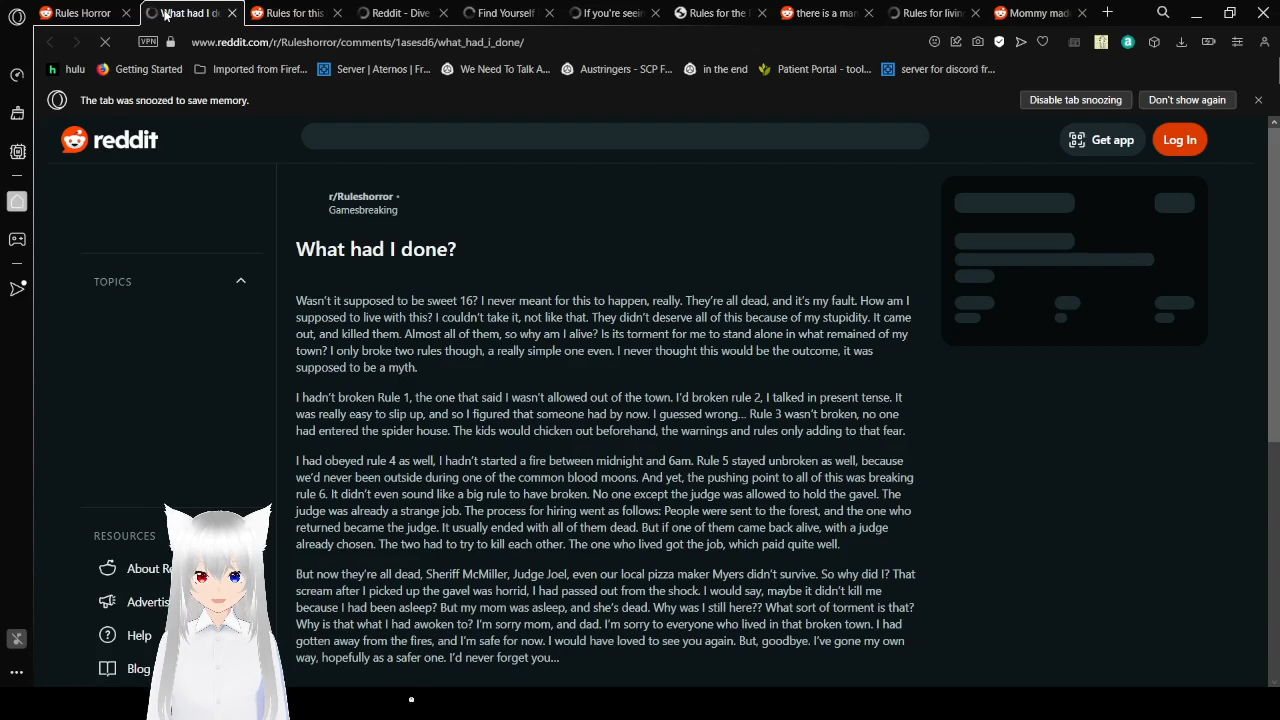 Rules Horror
What had I d
Rules for this
Reddit - Dive
Find Yourself
If you're seein
Rules for the
there is a man
Rules for livin
Mommy mad
VPN
www.reddit.com/r/Ruleshorror/comments/1asesd6/what_had_i_done/
hulu
Getting Started
Imported from Firef...
Server | Aternos | Fr...
We Need To Talk A...
Austringers - SCP F...
in the end
Patient Portal - tool...
server for discord fr...
The tab was snoozed to save memory.
Disable tab snoozing
Don't show again
reddit
Get app
Log In
r/Ruleshorror •
Gamesbreaking
What had I done?
TOPICS
Wasn't it supposed to be sweet 16? I never meant for this to happen, really. They're all dead, and it's my fault. How am I
supposed to live with this? I couldn't take it, not like that. They didn't deserve all of this because of my stupidity. It came
out, and killed them. Almost all of them, so why am I alive? Is its torment for me to stand alone in what remained of my
town? I only broke two rules though, a really simple one even. I never thought this would be the outcome, it was
supposed to be a myth.
I hadn't broken Rule 1, the one that said I wasn't allowed out of the town. I'd broken rule 2, I talked in present tense. It
was really easy to slip up, and so I figured that someone had by now. I guessed wrong... Rule 3 wasn't broken, no one
had entered the spider house. The kids would chicken out beforehand, the warnings and rules only adding to that fear.
I had obeyed rule 4 as well, I hadn't started a fire between midnight and 6am. Rule 5 stayed unbroken as well, because
we'd never been outside during one of the common blood moons. And yet, the pushing point to all of this was breaking
rule 6. It didn't even sound like a big rule to have broken. No one except the judge was allowed to hold the gavel. The
judge was already a strange job. The process for hiring went as follows: People were sent to the forest, and the one who
returned became the judge. It usually ended with all of them dead. But if one of them came back alive, with a judge
already chosen. The two had to try to kill each other. The one who lived got the job, which paid quite well.
But now they're all dead, Sheriff McMiller, Judge Joel, even our local pizza maker Myers didn't survive. So why did I? That
scream after I picked up the gavel was horrid, I had passed out from the shock. I would say, maybe it didn't kill me
because I had been asleep? But my mom was asleep, and she's dead. Why was I still here?? What sort of torment is that?
Why is that what I had awoken to? I'm sorry mom, and dad. I'm sorry to everyone who lived in that broken town. I had
gotten away from the fires, and I'm safe for now. I would have loved to see you again. But, goodbye. I've gone my own
way, hopefully as a safer one. I'd never forget you...
RESOURCES
About Re
Advertis
Help
Blog